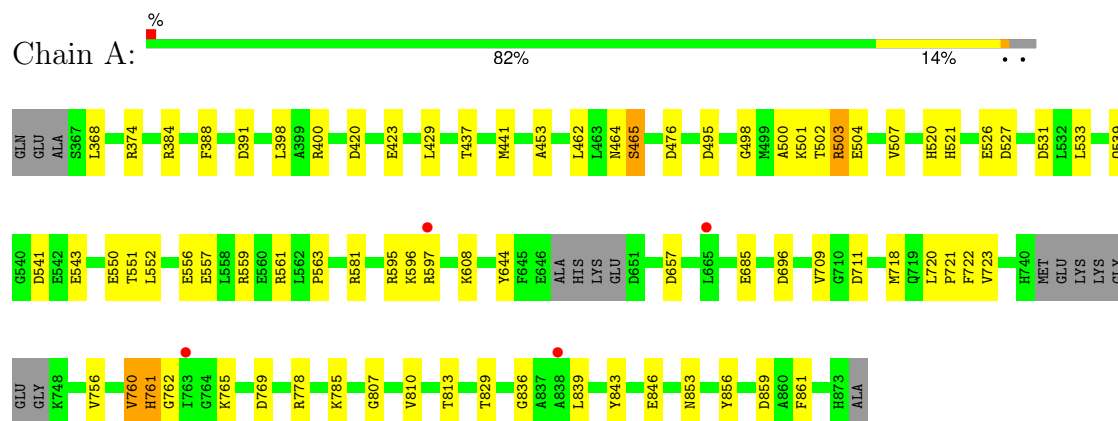 %
Chain A:
82% 14% • •
GLN GLU ALA S367 L368 R374 R384 F388 D391 L398 A399 R400 D420 E423 L429 T437 M441 A453 L462 L463 N464 S465 D476 D495 G498 M499 A500 K501 T502 R503 E504 V507 H520 H521 E526 D527 D531 L532 L533 Q539
G540 D541 E542 E543 E550 T551 L552 E556 E557 L558 R559 E560 R561 L562 P563 R581 R595 K596 R597 K608 Y644 F645 E646 ALA HIS LYS GLU D651 D657 L665 E685 D696 V709 G710 D711 M718 Q719 L720 P721 F722 V723 H740 MET GLU LYS LYS GLY
GLU GLY K748 V756 V760 H761 G762 I763 G764 K765 D769 R778 K785 G807 V810 T813 T829 G836 A837 A838 L839 Y843 E846 N853 Y856 D859 A860 F861 H873 ALA